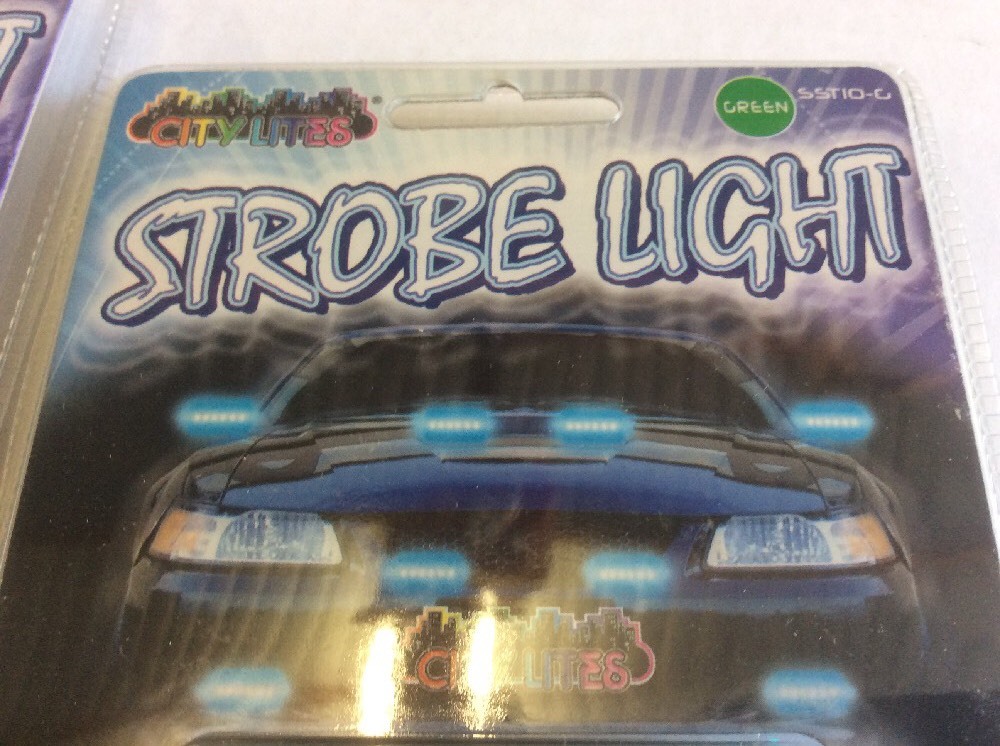 CITY LITES ®
GREEN
SST10-G
STROBE LIGHT
CITY LITES
T